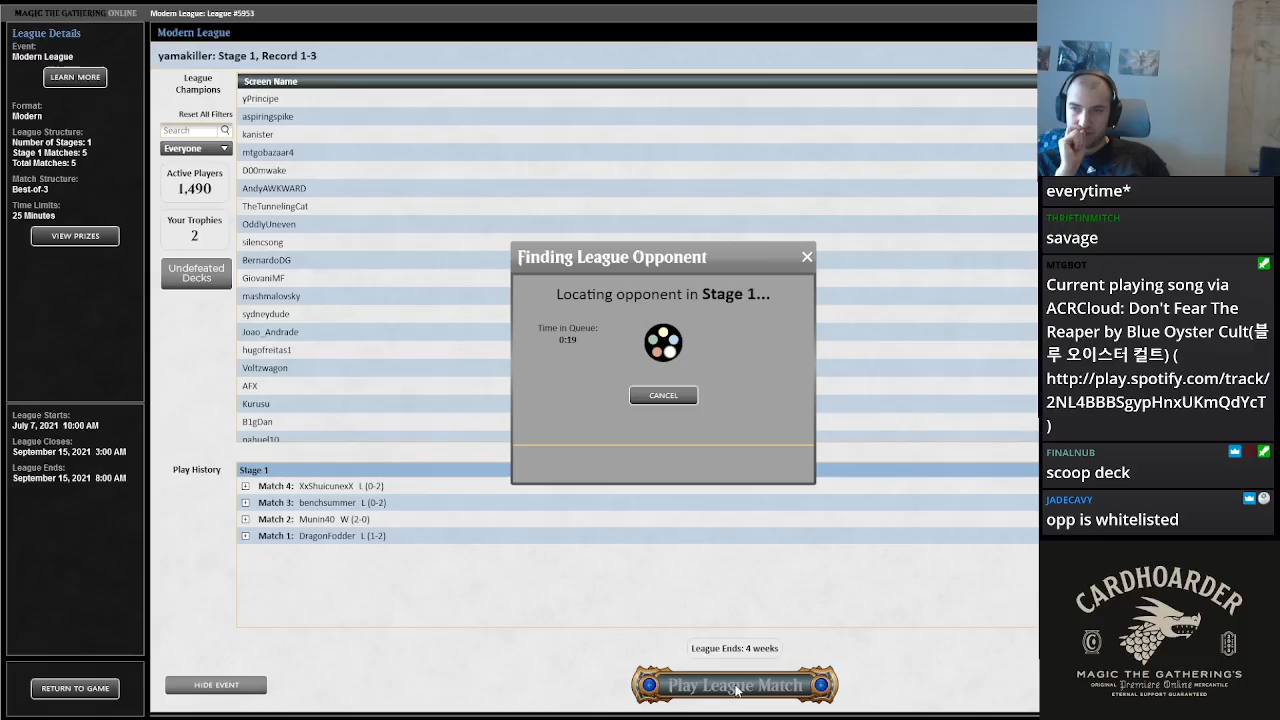 MAGIC THE GATHERING ONLINE
Modern League: League #5953
League Details
Event:
Modern League
LEARN MORE
Format:
Modern
League Structure:
Number of Stages: 1
Stage 1 Matches: 5
Total Matches: 5
Match Structure:
Best-of-3
Time Limits:
25 Minutes
VIEW PRIZES
League Starts:
July 7, 2021 10:00 AM
League Closes:
September 15, 2021 3:00 AM
League Ends:
September 15, 2021 8:00 AM
RETURN TO GAME
Modern League
yamakiller: Stage 1, Record 1-3
League
Champions
Reset All Filters
Search
Everyone
Active Players
1,490
Your Trophies
2
Undefeated
Decks
Screen Name
yPrincipe
aspiringspike
kanister
mtgobazaar4
D00mwake
AndyAWKWARD
TheTunnelingCat
OddlyUneven
silencsong
BernardoDG
GiovaniMF
mashmalovsky
sydneydude
Joao_Andrade
hugofreitas1
Voltzwagon
AFX
Kurusu
B1gDan
nahuel10
Finding League Opponent
Locating opponent in Stage 1...
Time in Queue:
0:19
CANCEL
Play History
Stage 1
Match 4: XxShuicunexX L (0-2)
Match 3: benchsummer L (0-2)
Match 2: Munin40 W (2-0)
Match 1: DragonFodder L (1-2)
League Ends: 4 weeks
HIDE EVENT
Play League Match
everytime*
THRIFTINMITCH
savage
MTGBOT
Current playing song via
ACRCloud: Don't Fear The
Reaper by Blue Oyster Cult(블
루 오이스터 컬트) (
http://play.spotify.com/track/
2NL4BBBSgypHnxUKmQdYcT
)
FINALNUB
scoop deck
JADECAVY
opp is whitelisted
CARDHOARDER
MAGIC THE GATHERING'S
ORIGINAL Premiere Online MERCANTILE
ETERNAL SUPPORT GUARANTEED